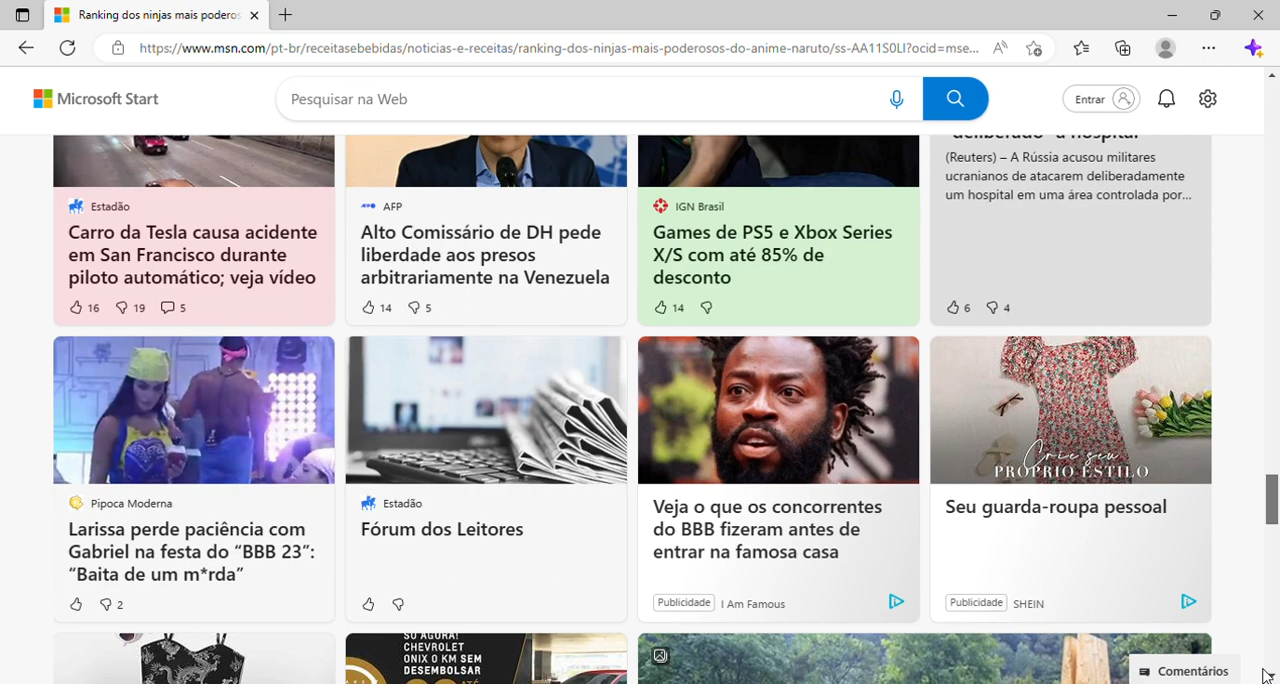 Ranking dos ninjas mais poderos
https://www.msn.com/pt-br/receitasebebidas/noticias-e-receitas/ranking-dos-ninjas-mais-poderosos-do-anime-naruto/ss-AA11S0LI?ocid=mse...
Microsoft Start
Pesquisar na Web
Entrar
"deliberado" a hospital
(Reuters) – A Rússia acusou militares
ucranianos de atacarem deliberadamente
um hospital em uma área controlada por...
6 4
Estadão
Carro da Tesla causa acidente
em San Francisco durante
piloto automático; veja vídeo
16 19 5
AFP
Alto Comissário de DH pede
liberdade aos presos
arbitrariamente na Venezuela
14 5
IGN Brasil
Games de PS5 e Xbox Series
X/S com até 85% de
desconto
14
Pipoca Moderna
Larissa perde paciência com
Gabriel na festa do “BBB 23”:
“Baita de um m*rda”
2
Estadão
Fórum dos Leitores
Veja o que os concorrentes
do BBB fizeram antes de
entrar na famosa casa
Publicidade I Am Famous
Crie seu
PRÓPRIO ESTILO
Seu guarda-roupa pessoal
Publicidade SHEIN
SÓ AGORA!
CHEVROLET
ONIX 0 KM SEM
DESEMBOLSAR
Comentários